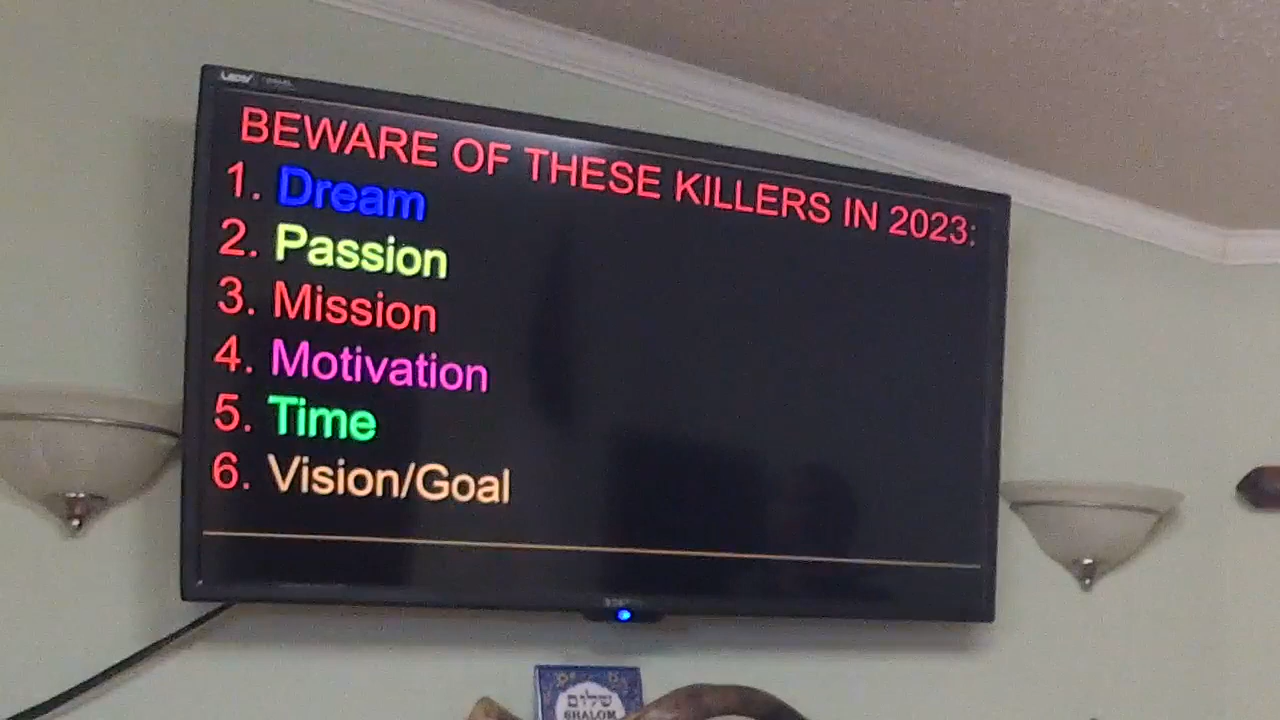 BEWARE OF THESE KILLERS IN 2023:
1. Dream
2. Passion
3. Mission
4. Motivation
5. Time
6. Vision/Goal
שלום
SHALOM